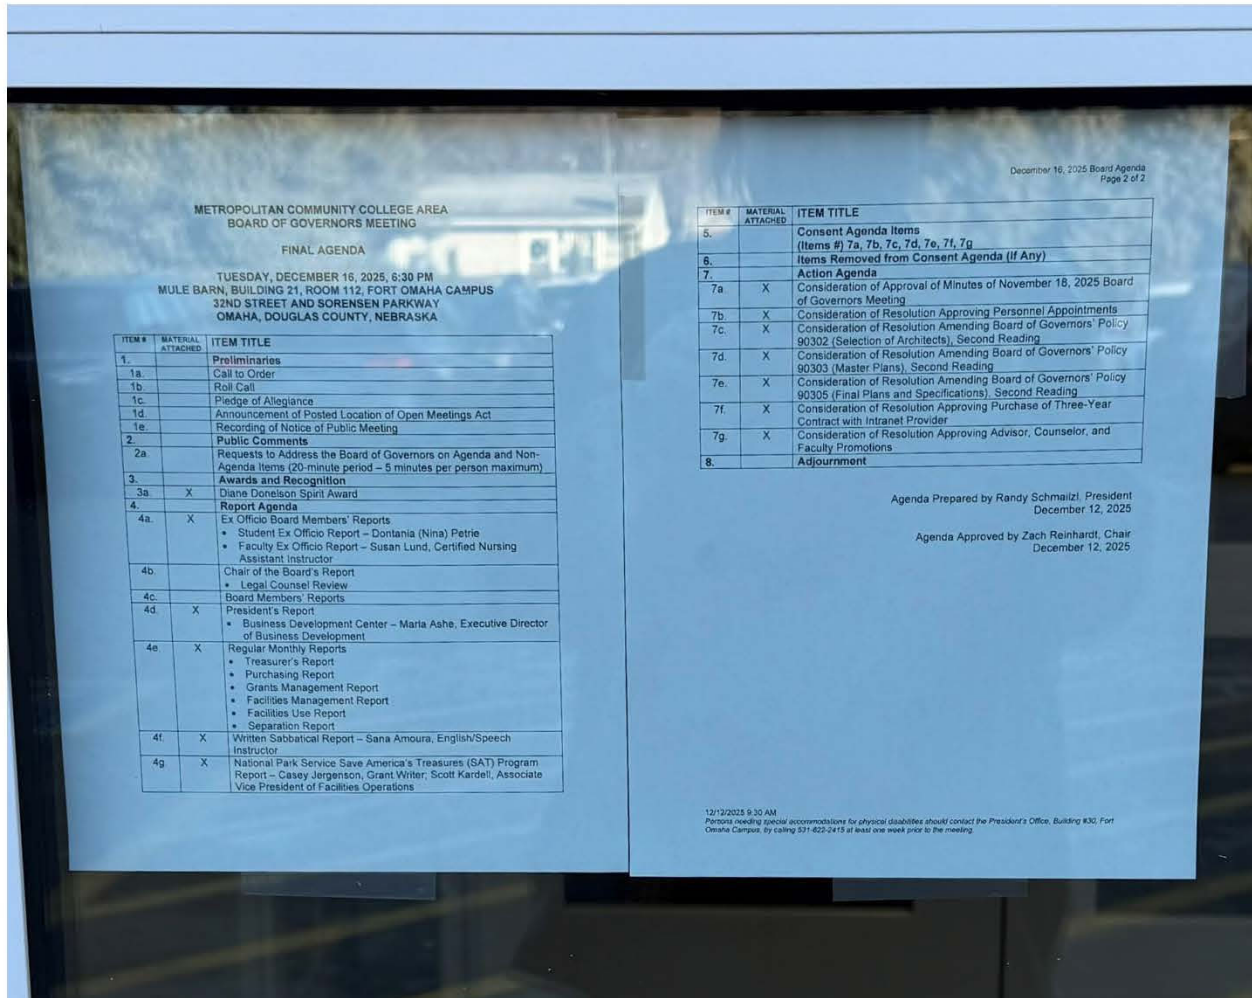 METROPOLITAN COMMUNITY COLLEGE AREA
BOARD OF GOVERNORS MEETING
FINAL AGENDA
TUESDAY, DECEMBER 16, 2025, 6:30 PM
MULE BARN, BUILDING 21, ROOM 112, FORT OMAHA CAMPUS
32ND STREET AND SORENSEN PARKWAY
OMAHA, DOUGLAS COUNTY, NEBRASKA
ITEM # MATERIAL ATTACHED ITEM TITLE
1. Preliminaries
1a. Call to Order
1b. Roll Call
1c. Pledge of Allegiance
1d. Announcement of Posted Location of Open Meetings Act
1e. Recording of Notice of Public Meeting
2. Public Comments
2a. Requests to Address the Board of Governors on Agenda and Non-
Agenda Items (20-minute period – 5 minutes per person maximum)
3. Awards and Recognition
3a. X Diane Donelson Spirit Award
4. Report Agenda
4a. X Ex Officio Board Members' Reports
• Student Ex Officio Report – Dontania (Nina) Petrie
• Faculty Ex Officio Report – Susan Lund, Certified Nursing
Assistant Instructor
4b. Chair of the Board's Report
• Legal Counsel Review
4c. Board Members' Reports
4d. X President's Report
• Business Development Center – Marla Ashe, Executive Director
of Business Development
4e. X Regular Monthly Reports
• Treasurer's Report
• Purchasing Report
• Grants Management Report
• Facilities Management Report
• Facilities Use Report
• Separation Report
4f. X Written Sabbatical Report – Sana Amoura, English/Speech
Instructor
4g X National Park Service Save America's Treasures (SAT) Program
Report – Casey Jergenson, Grant Writer; Scott Kardell, Associate
Vice President of Facilities Operations
December 16, 2025 Board Agenda
Page 2 of 2
ITEM # MATERIAL ATTACHED ITEM TITLE
5. Consent Agenda Items
(Items #) 7a, 7b, 7c, 7d, 7e, 7f, 7g
6. Items Removed from Consent Agenda (If Any)
7. Action Agenda
7a. X Consideration of Approval of Minutes of November 18, 2025 Board
of Governors Meeting
7b. X Consideration of Resolution Approving Personnel Appointments
7c. X Consideration of Resolution Amending Board of Governors' Policy
90302 (Selection of Architects), Second Reading
7d. X Consideration of Resolution Amending Board of Governors' Policy
90303 (Master Plans), Second Reading
7e. X Consideration of Resolution Amending Board of Governors' Policy
90305 (Final Plans and Specifications), Second Reading
7f. X Consideration of Resolution Approving Purchase of Three-Year
Contract with Intranet Provider
7g. X Consideration of Resolution Approving Advisor, Counselor, and
Faculty Promotions
8. Adjournment
Agenda Prepared by Randy Schmailzl, President
December 12, 2025
Agenda Approved by Zach Reinhardt, Chair
December 12, 2025
12/12/2025 9:30 AM
Persons needing special accommodations for physical disabilities should contact the President's Office, Building #30, Fort
Omaha Campus, by calling 531-622-2415 at least one week prior to the meeting.